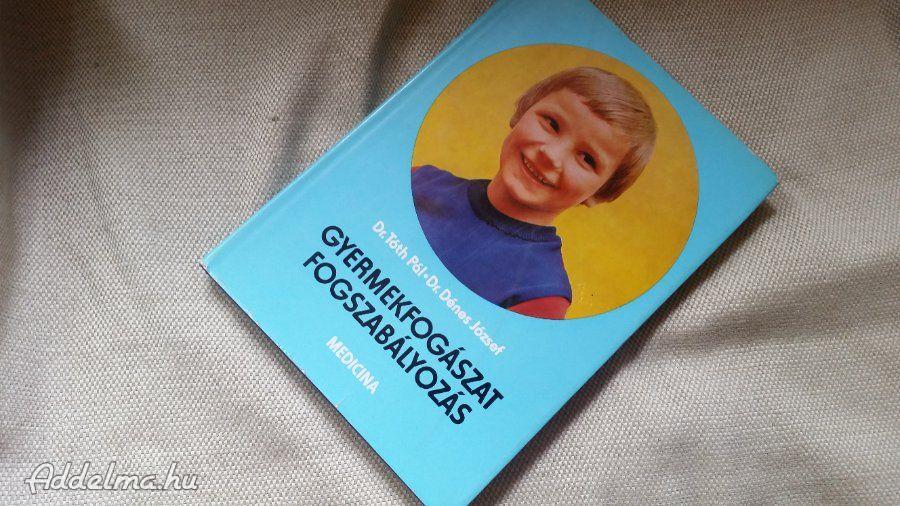 Dr. Tóth Pál • Dr. Dénes József
GYERMEKFOGÁSZAT
FOGSZABÁLYOZÁS
MEDICINA
Addelma.hu